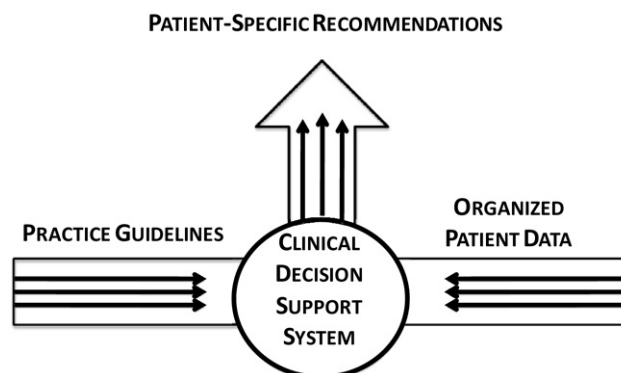 PATIENT-SPECIFIC RECOMMENDATIONS
PRACTICE GUIDELINES
CLINICAL
DECISION
SUPPORT
SYSTEM
ORGANIZED
PATIENT DATA